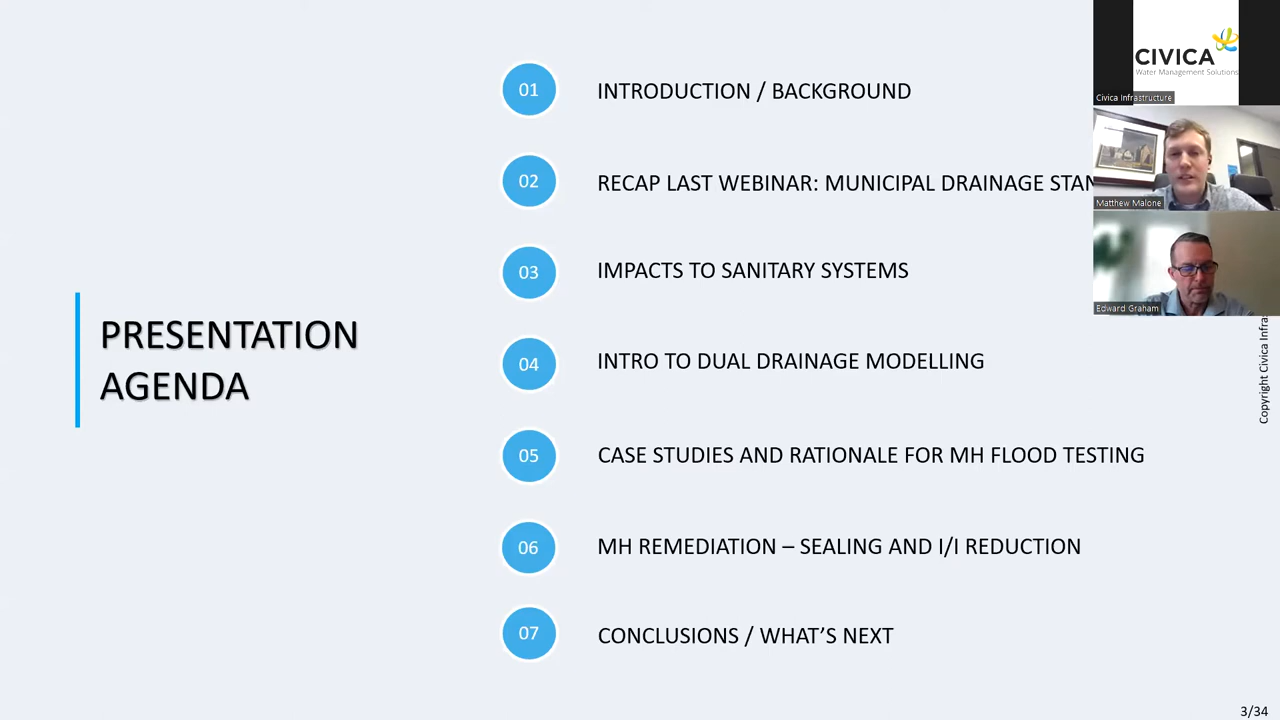 PRESENTATION
AGENDA
01
INTRODUCTION / BACKGROUND
02
RECAP LAST WEBINAR: MUNICIPAL DRAINAGE
03
IMPACTS TO SANITARY SYSTEMS
04
INTRO TO DUAL DRAINAGE MODELLING
05
CASE STUDIES AND RATIONALE FOR MH FLOOD TESTING
06
MH REMEDIATION – SEALING AND I/I REDUCTION
07
CONCLUSIONS / WHAT’S NEXT
CIVICA
Water Management Solutions
Civica Infrastructure
Matthew Malone
Edward Graham
Copyright Civica
3/34